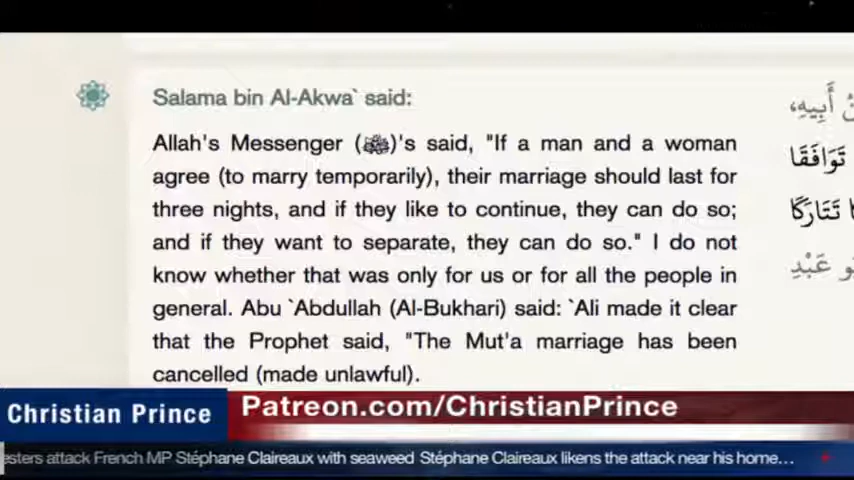 Salama bin Al-Akwa` said:
Allah's Messenger (ﷺ)'s said, "If a man and a woman
agree (to marry temporarily), their marriage should last for
three nights, and if they like to continue, they can do so;
and if they want to separate, they can do so." I do not
know whether that was only for us or for all the people in
general. Abu `Abdullah (Al-Bukhari) said: `Ali made it clear
that the Prophet said, "The Mut'a marriage has been
cancelled (made unlawful).
أَبِيهِ،
تَوَافَقَا
تَتَارَكَا
عَبْدِ
Christian Prince
Patreon.com/ChristianPrince
esters attack French MP Stéphane Claireaux with seaweed Stéphane Claireaux likens the attack near his home...